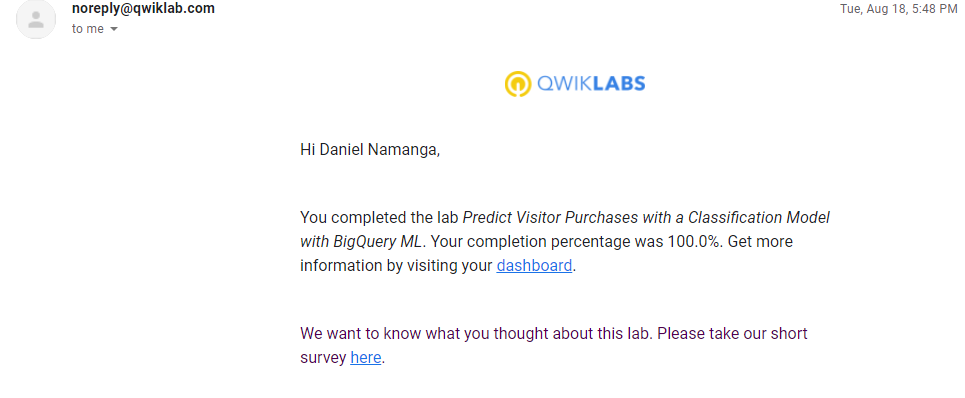 noreply@qwiklab.com
Tue, Aug 18, 5:48 PM
to me
QWIKLABS
Hi Daniel Namanga,
You completed the lab Predict Visitor Purchases with a Classification Model
with BigQuery ML. Your completion percentage was 100.0%. Get more
information by visiting your dashboard.
We want to know what you thought about this lab. Please take our short
survey here.